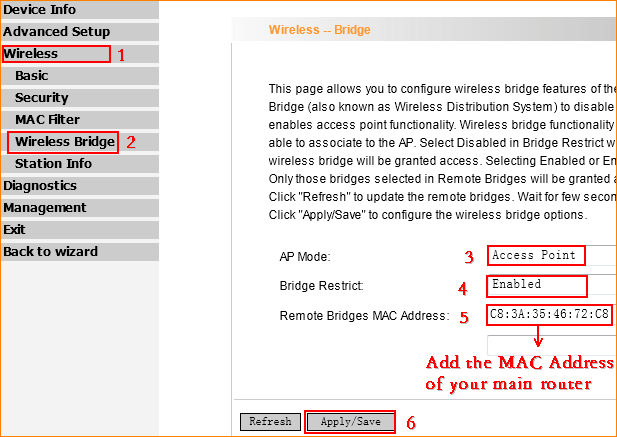 Device Info
Advanced Setup
Wireless 1
Basic
Security
MAC Filter
Wireless Bridge 2
Station Info
Diagnostics
Management
Exit
Back to wizard
Wireless -- Bridge
This page allows you to configure wireless bridge features of the
Bridge (also known as Wireless Distribution System) to disable
enables access point functionality. Wireless bridge functionality
able to associate to the AP. Select Disabled in Bridge Restrict w
wireless bridge will be granted access. Selecting Enabled or En
Only those bridges selected in Remote Bridges will be granted a
Click "Refresh" to update the remote bridges. Wait for few secon
Click "Apply/Save" to configure the wireless bridge options.
AP Mode: 3 Access Point
Bridge Restrict: 4 Enabled
Remote Bridges MAC Address: 5 C8:3A:35:46:72:C8
Add the MAC Address
of your main router
Refresh Apply/Save 6